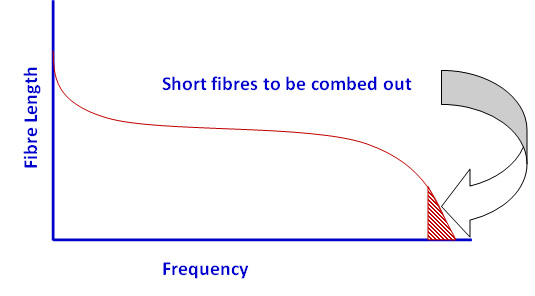 Short fibres to be combed out
Fibre Length
Frequency